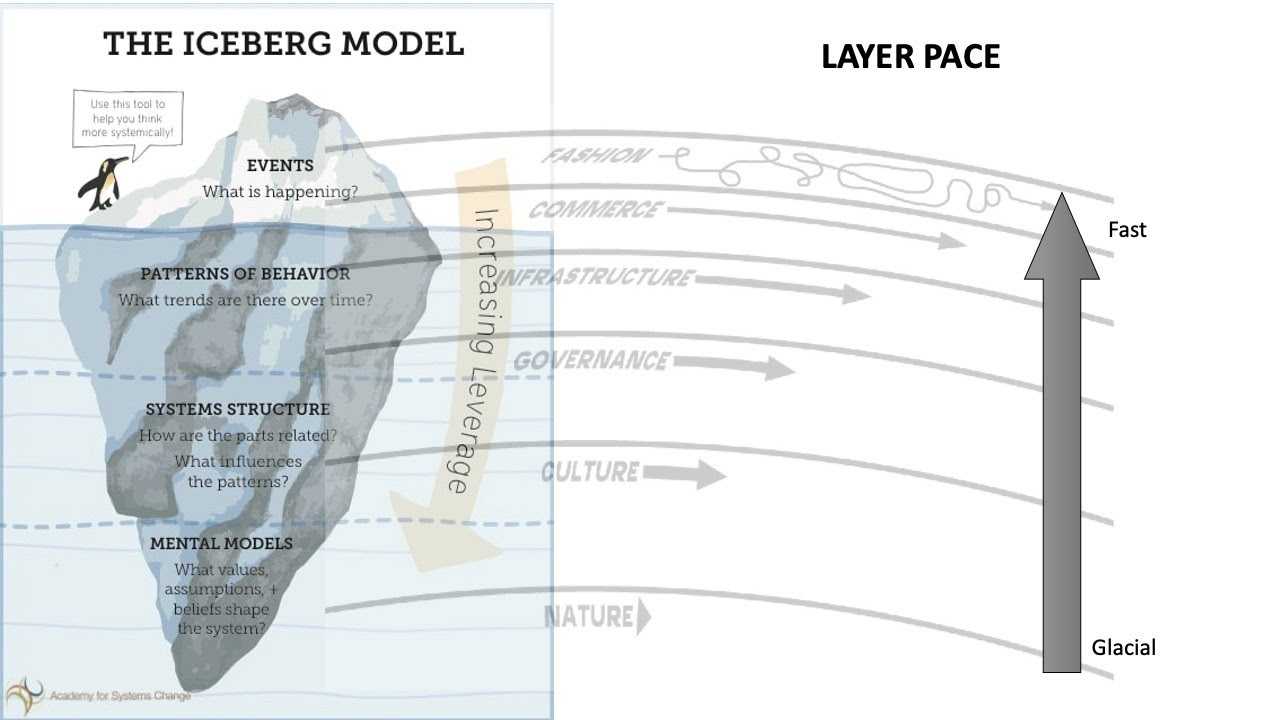 THE ICEBERG MODEL
Use this tool to
help you think
more systemically!
EVENTS
What is happening?
PATTERNS OF BEHAVIOR
What trends are there over time?
SYSTEMS STRUCTURE
How are the parts related?
What influences
the patterns?
MENTAL MODELS
What values,
assumptions, +
beliefs shape
the system?
Academy for Systems Change
Increasing Leverage
LAYER PACE
FASHION
COMMERCE
INFRASTRUCTURE
GOVERNANCE
CULTURE
NATURE
Fast
Glacial